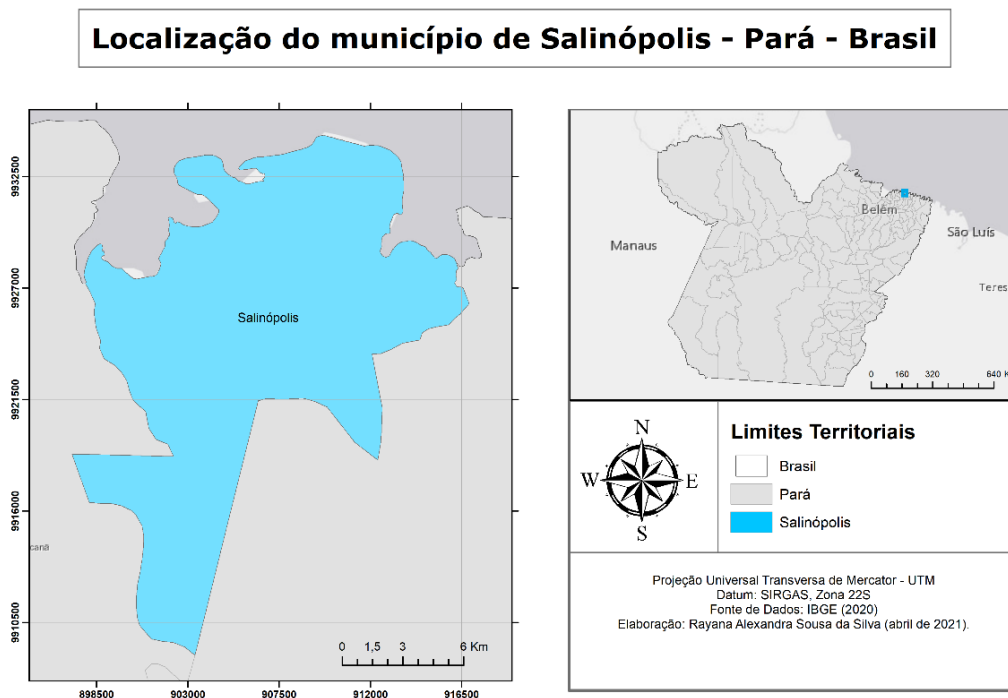 Localização do município de Salinópolis - Pará - Brasil
9932500
9927000
9921500
9916000
9910500
Salinópolis
canã
0 1,5 3 6 Km
898500 903000 907500 912000 916500
Manaus
Belém
São Luís
Teres
0 160 320 640 K
N
W E
S
Limites Territoriais
Brasil
Pará
Salinópolis
Projeção Universal Transversa de Mercator - UTM
Datum: SIRGAS, Zona 22S
Fonte de Dados: IBGE (2020)
Elaboração: Rayana Alexandra Sousa da Silva (abril de 2021).